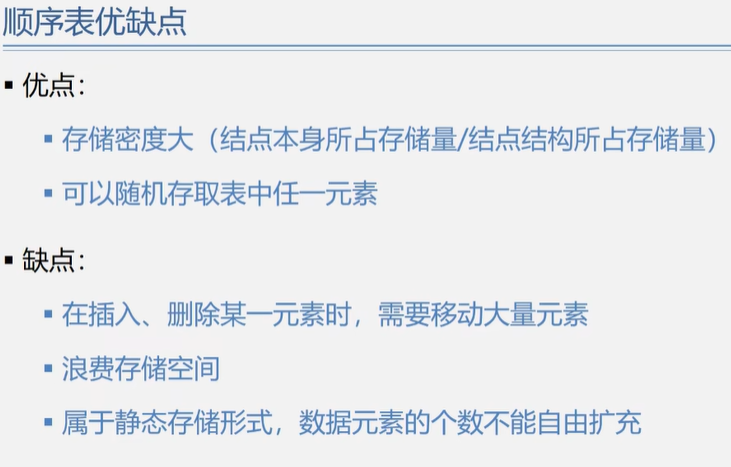 顺序表优缺点
▪ 优点：
▪ 存储密度大（结点本身所占存储量/结点结构所占存储量）
▪ 可以随机存取表中任一元素
▪ 缺点：
▪ 在插入、删除某一元素时，需要移动大量元素
▪ 浪费存储空间
▪ 属于静态存储形式，数据元素的个数不能自由扩充